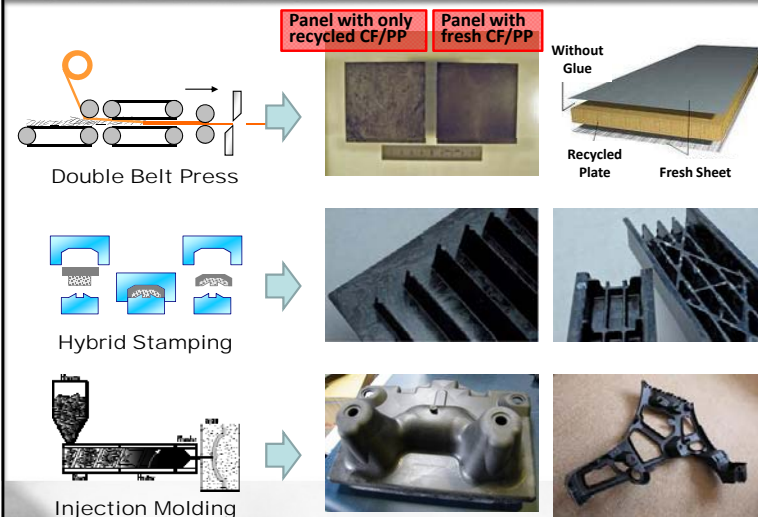 Panel with only
recycled CF/PP
Panel with
fresh CF/PP
Without
Glue
Recycled
Plate
Fresh Sheet
Double Belt Press
Hybrid Stamping
Injection Molding